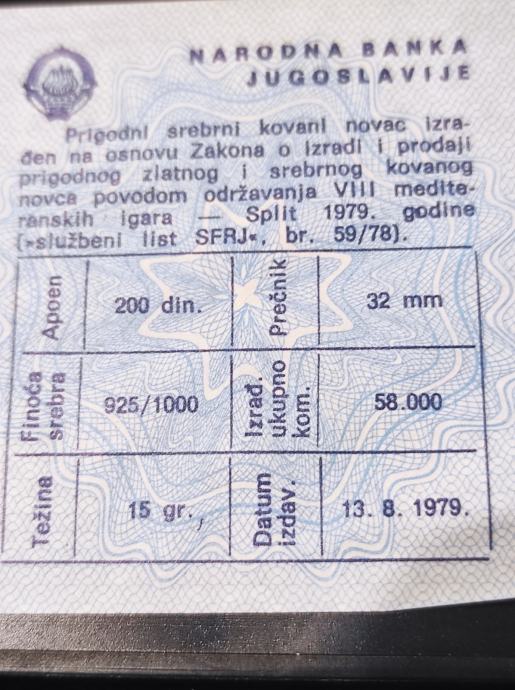 NARODNA BANKA
JUGOSLAVIJE
Prigodni srebrni kovani novac izra-
đen na osnovu Zakona o izradi i prodaji
prigodnog zlatnog i srebrnog kovanog
novca povodom održavanja VIII medite-
ranskih igara — Split 1979. godine
(»službeni list SFRJ«, br. 59/78).
Apoen 200 din. Prečnik 32 mm
Finoća srebra 925/1000 Izrađ. ukupno kom. 58.000
Težina 15 gr., Datum izdav. 13. 8. 1979.